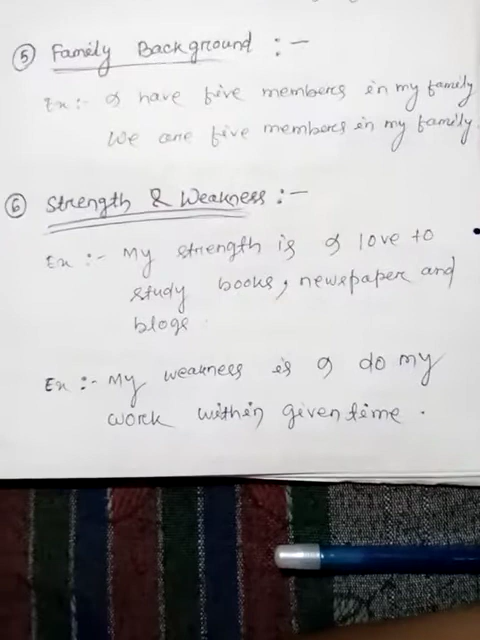 ⑤ Family Background :-
Ex:- I have five members in my family
We are five members in my family.
⑥ Strength & Weakness :-
Ex :- My strength is I love to
study books, newspaper and
blogs
Ex :- My weakness is I do my
work within given time .